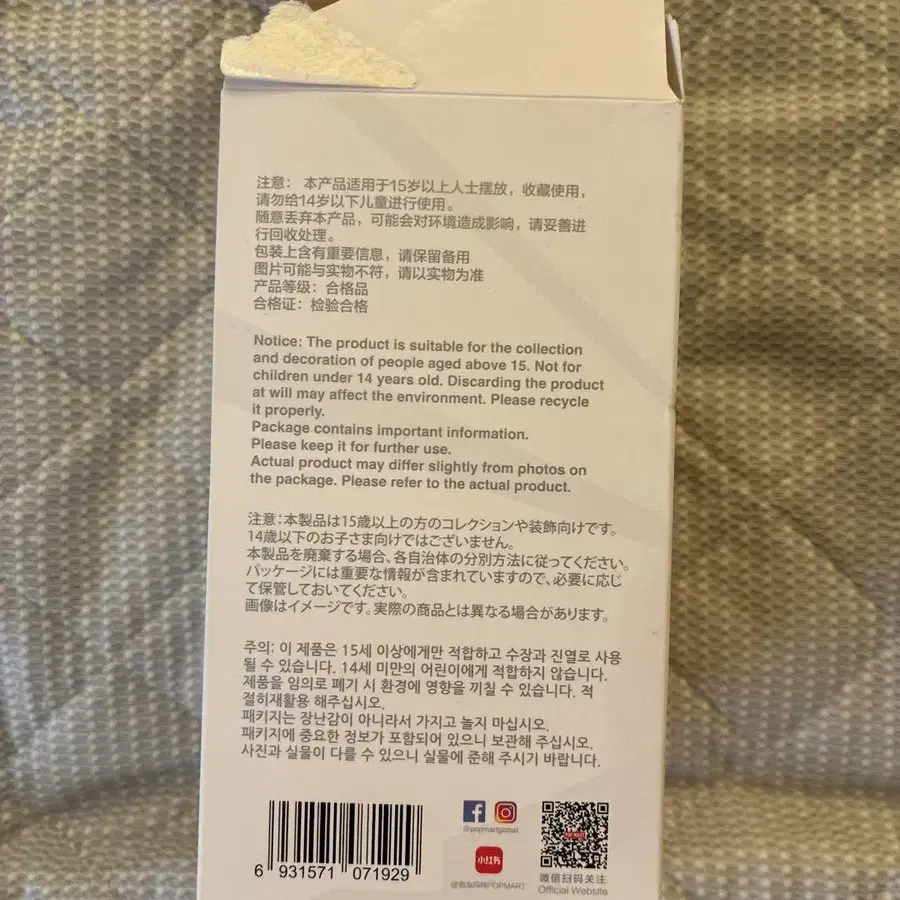 注意： 本产品适用于15岁以上人士摆放，收藏使用，
请勿给14岁以下儿童进行使用。
随意丢弃本产品，可能会对环境造成影响，请妥善进
行回收处理。
包装上含有重要信息，请保留备用
图片可能与实物不符，请以实物为准
产品等级：合格品
合格证：检验合格
Notice: The product is suitable for the collection
and decoration of people aged above 15. Not for
children under 14 years old. Discarding the product
at will may affect the environment. Please recycle
it properly.
Package contains important information.
Please keep it for further use.
Actual product may differ slightly from photos on
the package. Please refer to the actual product.
注意:本製品は15歳以上の方のコレクションや装飾向けです。
14歳以下のお子さま向けではございません。
本製品を廃棄する場合、各自治体の分別方法に従ってください。
パッケージには重要な情報が含まれていますので、必要に応じ
て保管しておいてください。
画像はイメージです。実際の商品とは異なる場合があります。
주의: 이 제품은 15세 이상에게만 적합하고 수장과 진열로 사용
될 수 있습니다. 14세 미만의 어린이에게 적합하지 않습니다.
제품을 임의로 폐기 시 환경에 영향을 끼칠 수 있습니다. 적
절히재활용 해주십시오.
패키지는 장난감이 아니라서 가지고 놀지 마십시오.
패키지에 중요한 정보가 포함되어 있으니 보관해 주십시오.
사진과 실물이 다를 수 있으니 실물에 준해 주시기 바랍니다.
6 931571 071929
@popmartglobal
小红书
@泡泡玛特POPMART
POP MART
微信扫码关注
Official Website